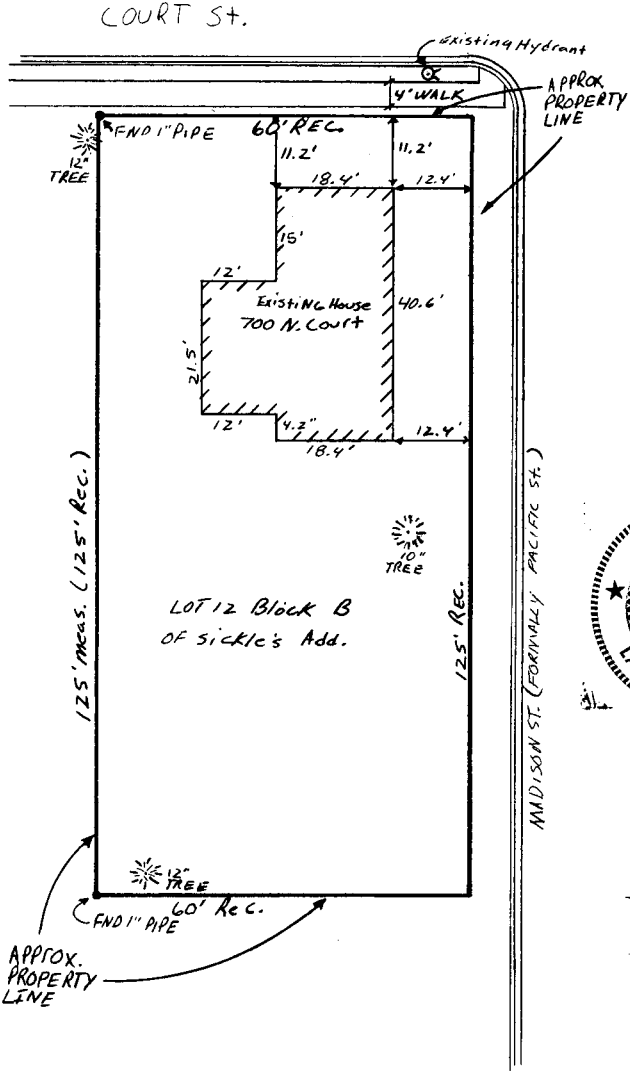 COURT St.
Existing Hydrant
4' WALK
APPROX
PROPERTY
LINE
FND 1" PIPE
60' REC.
12"
TREE
11.2'
11.2'
18.4'
12.4'
15'
12'
Existing House
700 N. Court
40.6'
21.5'
12'
4.2"
18.4'
12.4'
125' meas. (125' Rec.)
10"
TREE
LOT 12 Block B
OF Sickle's Add.
125' REC.
MADISON ST. (FORMALLY PACIFIC St.)
12"
TREE
60' Rec.
FND 1" PIPE
APPROX.
PROPERTY
LINE